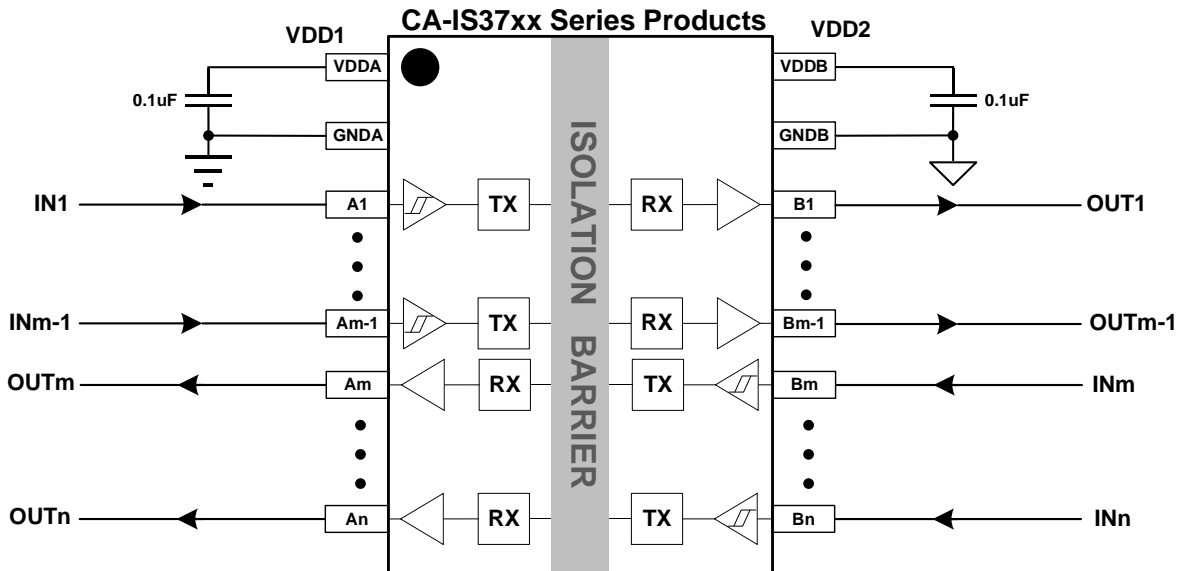 CA-IS37xx Series Products
VDD1
VDD2
VDDA
VDDB
0.1uF
0.1uF
GNDA
GNDB
ISOLATION BARRIER
IN1
A1
TX
RX
B1
OUT1
INm-1
Am-1
TX
RX
Bm-1
OUTm-1
OUTm
Am
RX
TX
Bm
INm
OUTn
An
RX
TX
Bn
INn